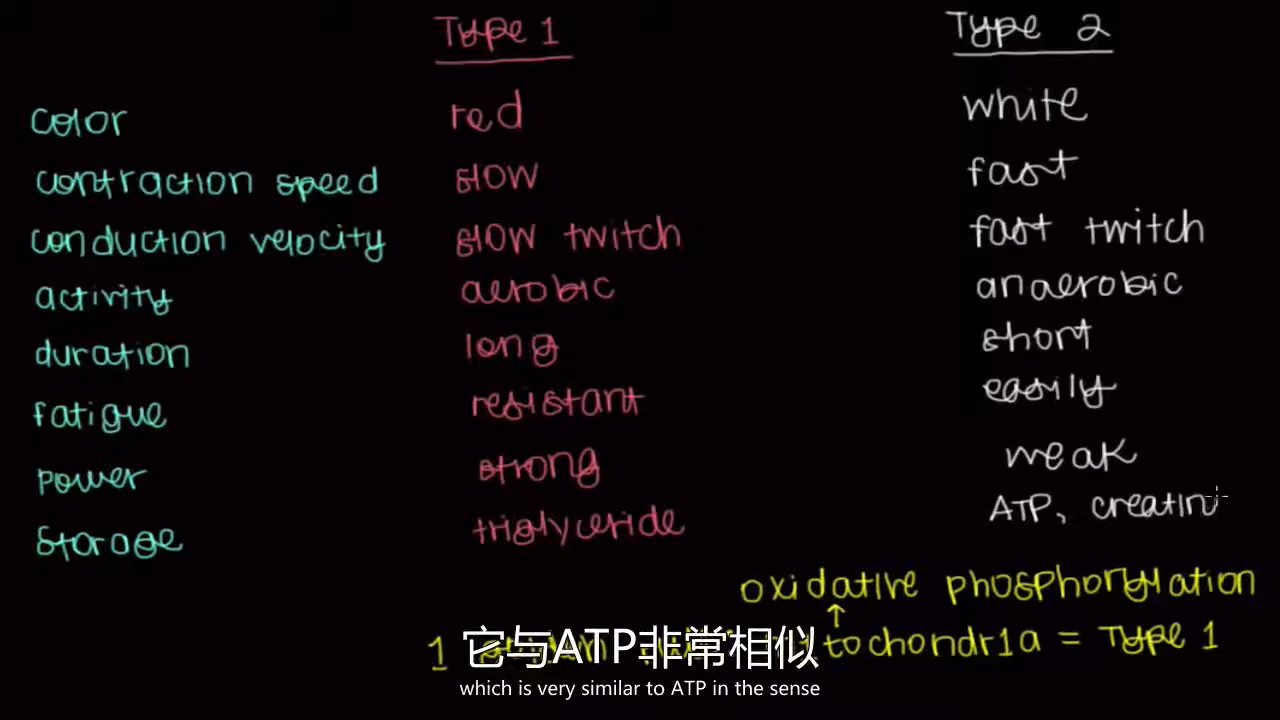 Type 1 Type 2
color red white
contraction speed slow fast
conduction velocity slow twitch fast twitch
activity aerobic anaerobic
duration long short
fatigue resistant easily
power strong weak
storage triglyceride ATP, creatin
oxidative phosphorylation
↑
1 mitochondria = Type 1
它与ATP非常相似
which is very similar to ATP in the sense